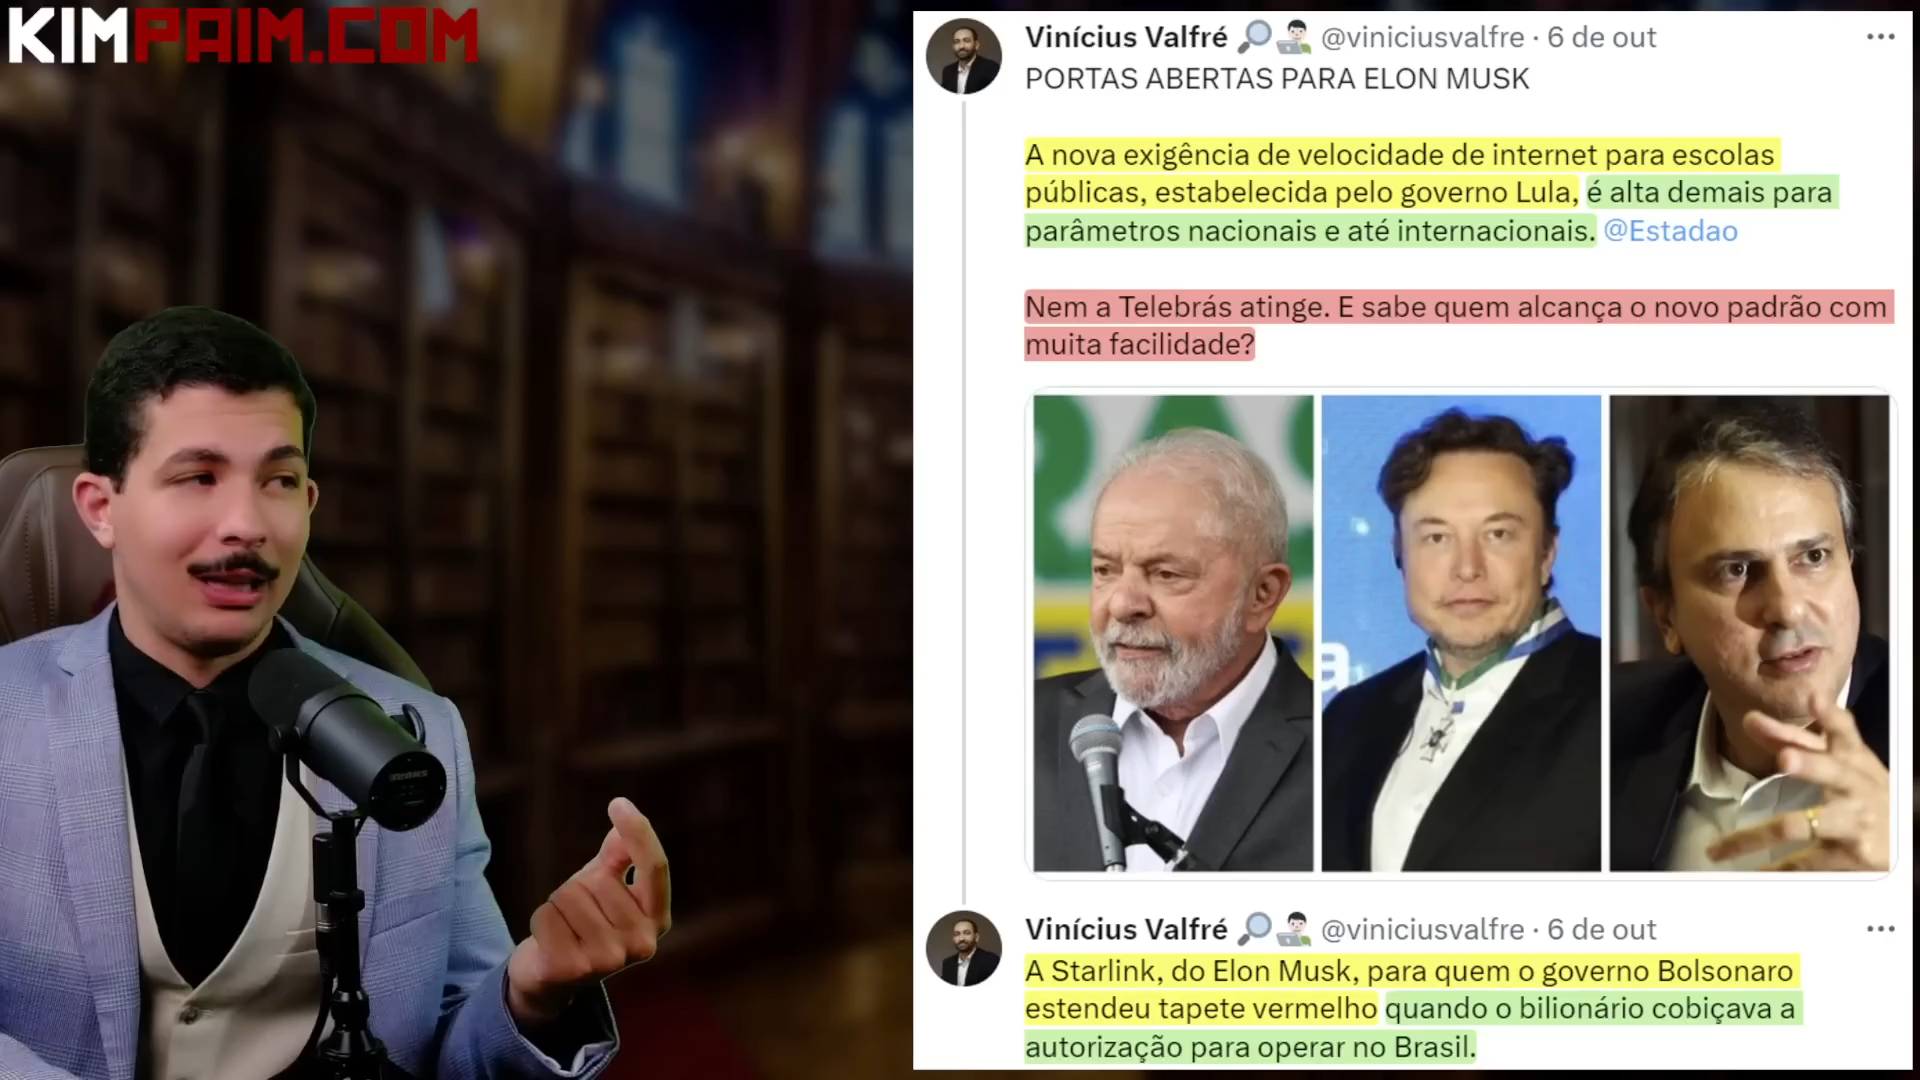 KIMPAIM.COM
Vinícius Valfré @viniciusvalfre · 6 de out
PORTAS ABERTAS PARA ELON MUSK
A nova exigência de velocidade de internet para escolas
públicas, estabelecida pelo governo Lula, é alta demais para
parâmetros nacionais e até internacionais. @Estadao
Nem a Telebrás atinge. E sabe quem alcança o novo padrão com
muita facilidade?
Vinícius Valfré @viniciusvalfre · 6 de out
A Starlink, do Elon Musk, para quem o governo Bolsonaro
estendeu tapete vermelho quando o bilionário cobiçava a
autorização para operar no Brasil.